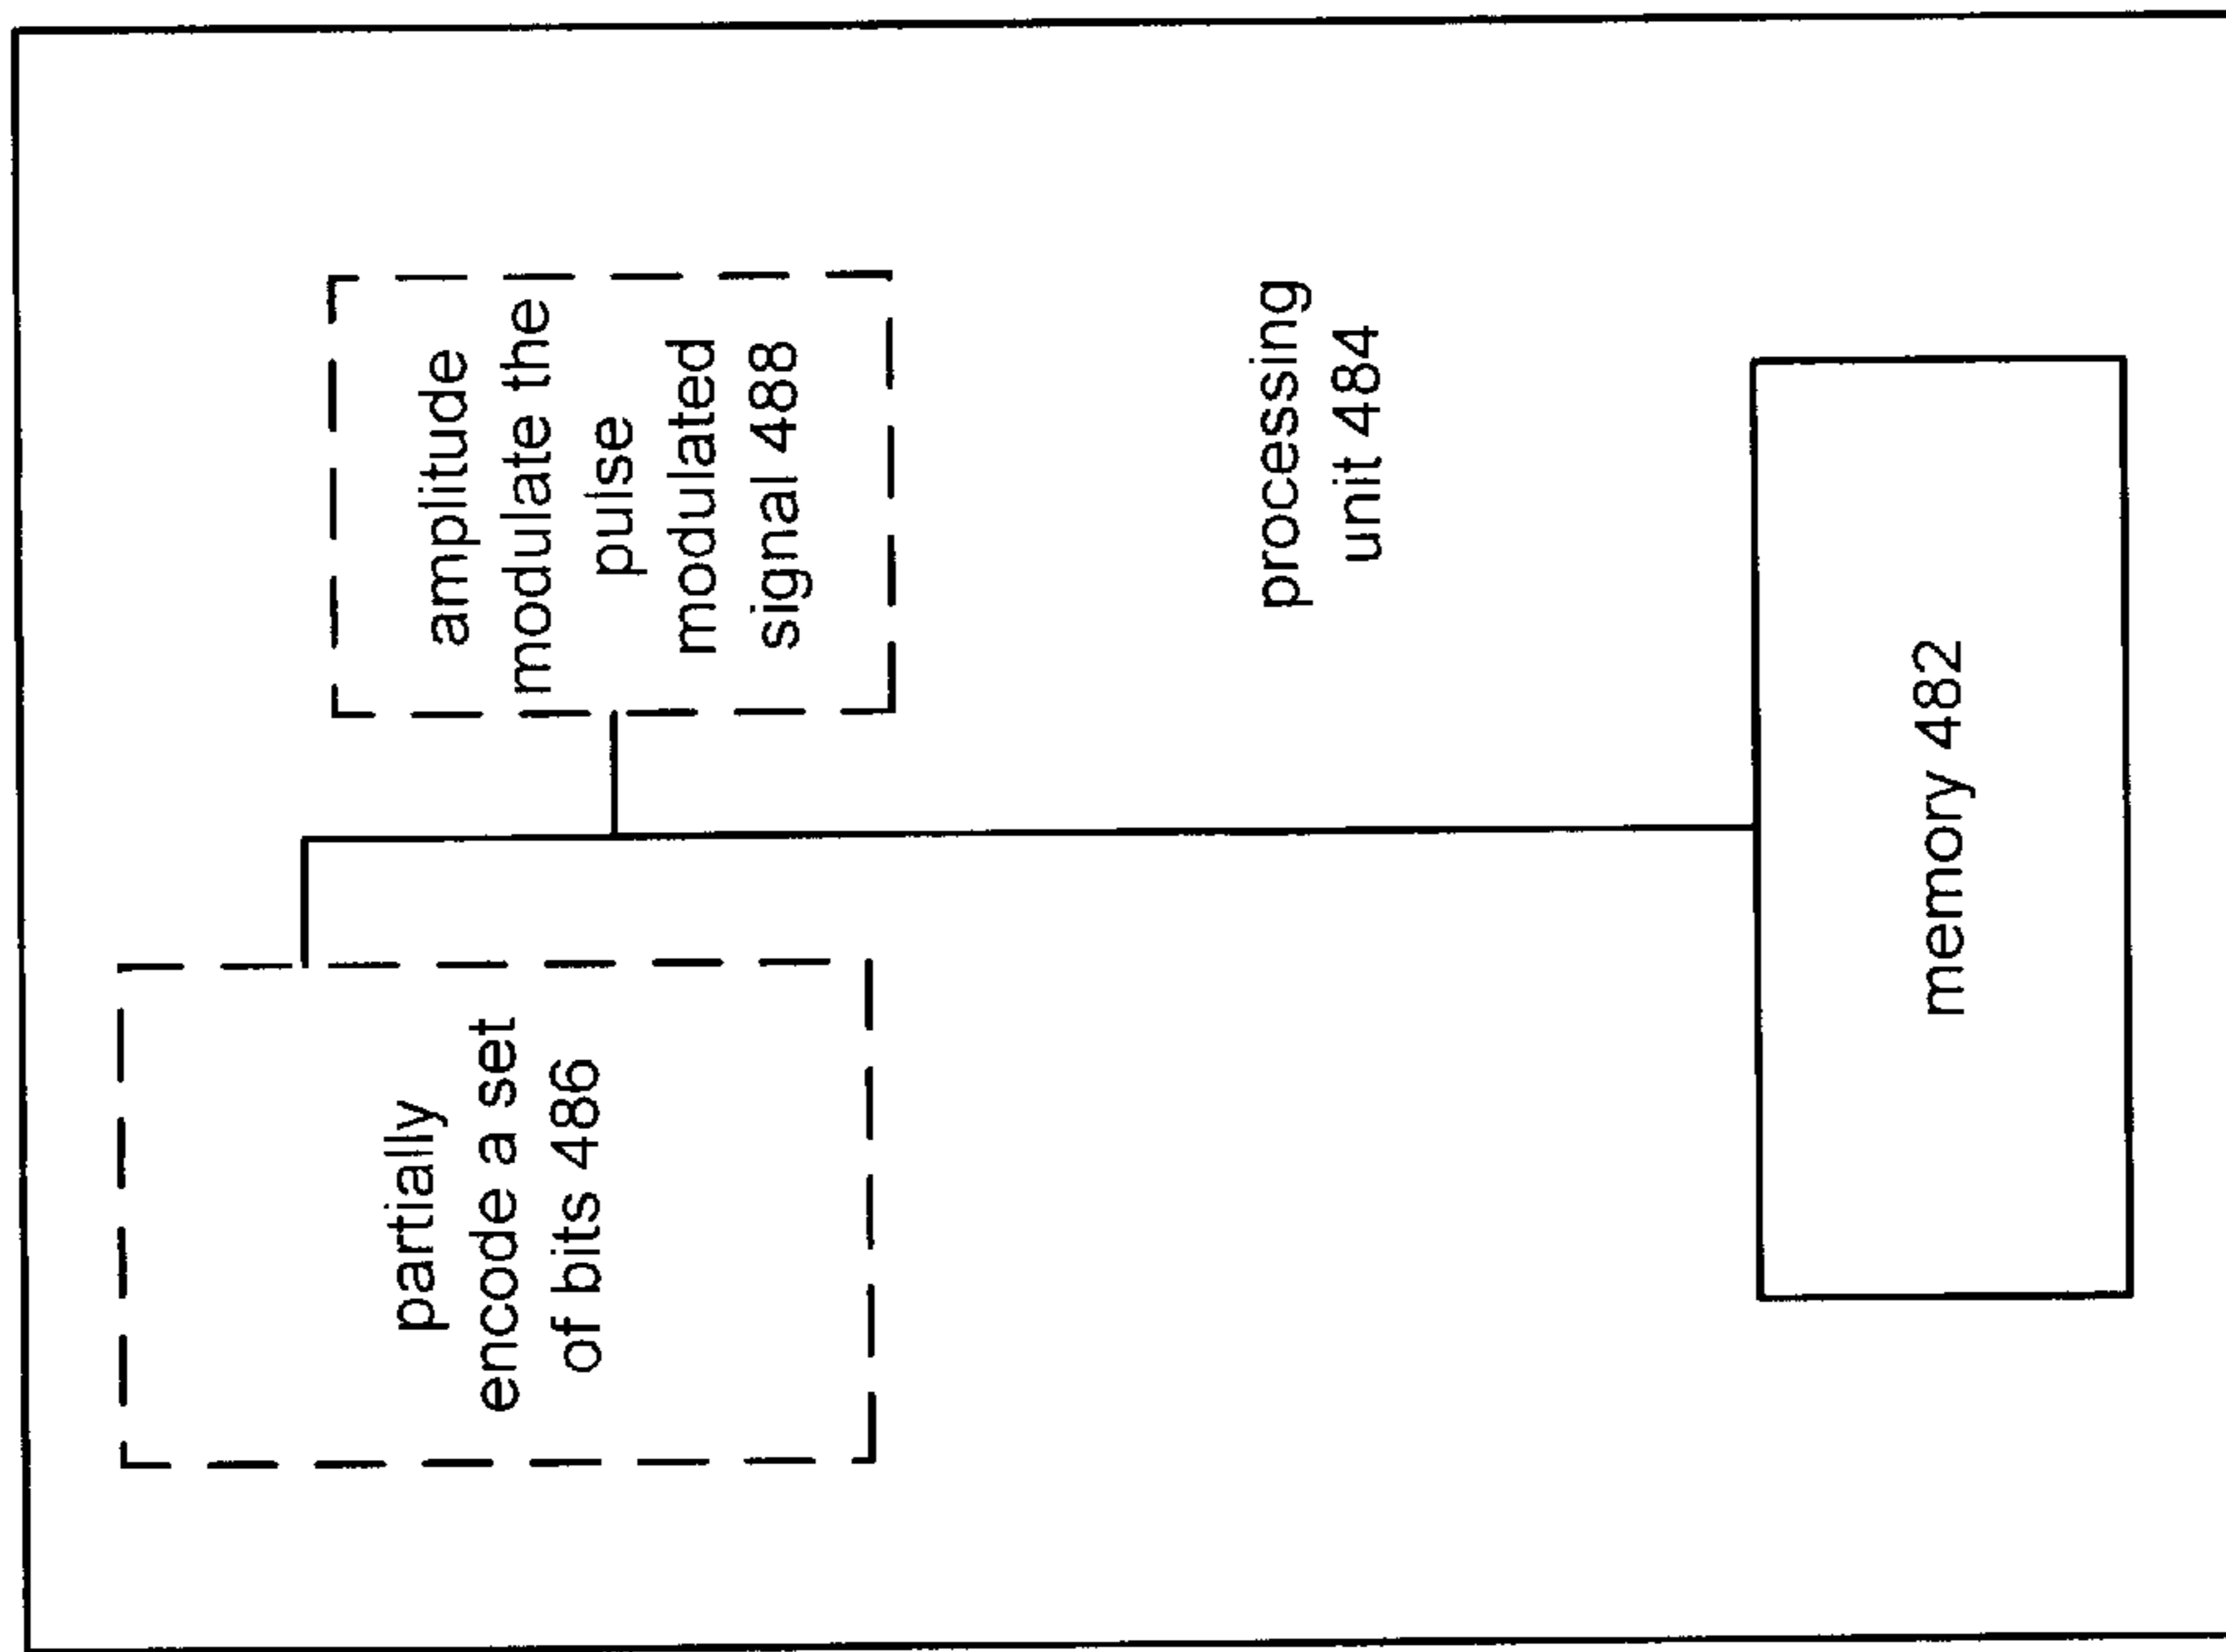 partially
encode a set
of bits 486
amplitude
modulate the
pulse
modulated
signal 488
processing
unit 484
memory 482